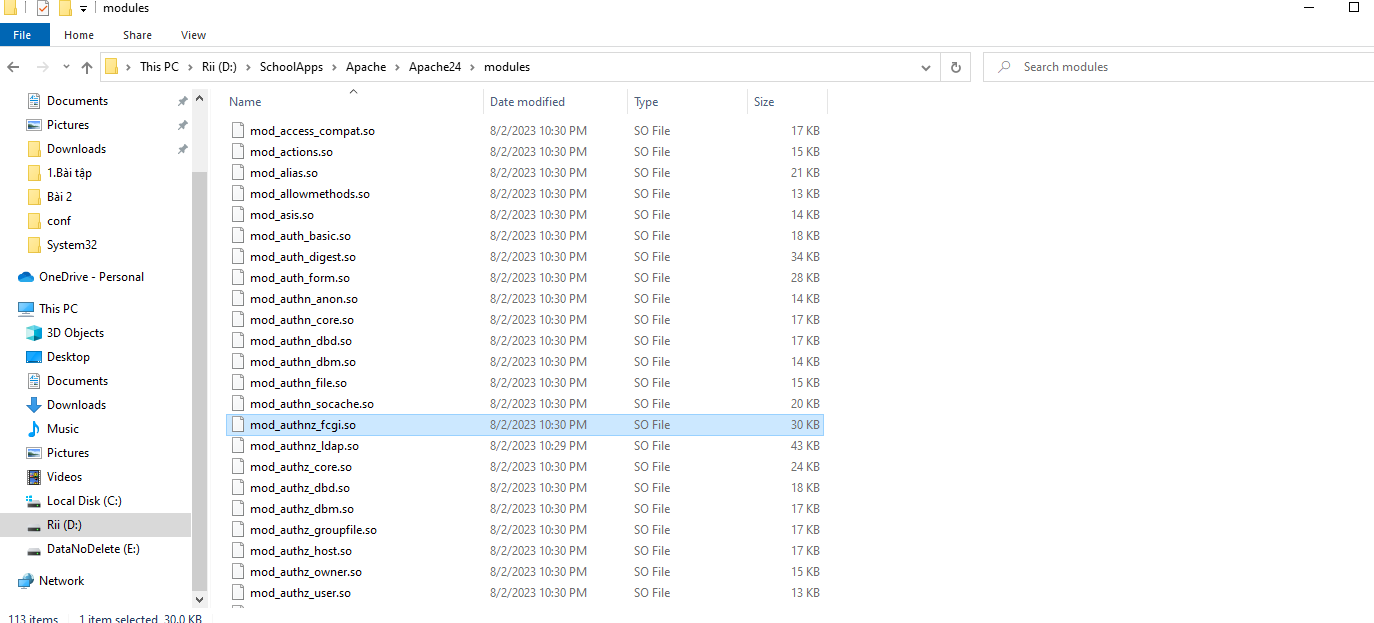 modules
File Home Share View
This PC Rii (D:) SchoolApps Apache Apache24 modules
Search modules
Documents
Pictures
Downloads
1.Bài tập
Bài 2
conf
System32
OneDrive - Personal
This PC
3D Objects
Desktop
Documents
Downloads
Music
Pictures
Videos
Local Disk (C:)
Rii (D:)
DataNoDelete (E:)
Network
Name Date modified Type Size
mod_access_compat.so 8/2/2023 10:30 PM SO File 17 KB
mod_actions.so 8/2/2023 10:30 PM SO File 15 KB
mod_alias.so 8/2/2023 10:30 PM SO File 21 KB
mod_allowmethods.so 8/2/2023 10:30 PM SO File 13 KB
mod_asis.so 8/2/2023 10:30 PM SO File 14 KB
mod_auth_basic.so 8/2/2023 10:30 PM SO File 18 KB
mod_auth_digest.so 8/2/2023 10:30 PM SO File 34 KB
mod_auth_form.so 8/2/2023 10:30 PM SO File 28 KB
mod_authn_anon.so 8/2/2023 10:30 PM SO File 14 KB
mod_authn_core.so 8/2/2023 10:30 PM SO File 17 KB
mod_authn_dbd.so 8/2/2023 10:30 PM SO File 17 KB
mod_authn_dbm.so 8/2/2023 10:30 PM SO File 14 KB
mod_authn_file.so 8/2/2023 10:30 PM SO File 15 KB
mod_authn_socache.so 8/2/2023 10:30 PM SO File 20 KB
mod_authnz_fcgi.so 8/2/2023 10:30 PM SO File 30 KB
mod_authnz_ldap.so 8/2/2023 10:29 PM SO File 43 KB
mod_authz_core.so 8/2/2023 10:30 PM SO File 24 KB
mod_authz_dbd.so 8/2/2023 10:30 PM SO File 18 KB
mod_authz_dbm.so 8/2/2023 10:30 PM SO File 17 KB
mod_authz_groupfile.so 8/2/2023 10:30 PM SO File 17 KB
mod_authz_host.so 8/2/2023 10:30 PM SO File 17 KB
mod_authz_owner.so 8/2/2023 10:30 PM SO File 15 KB
mod_authz_user.so 8/2/2023 10:30 PM SO File 13 KB
113 items 1 item selected 30.0 KB